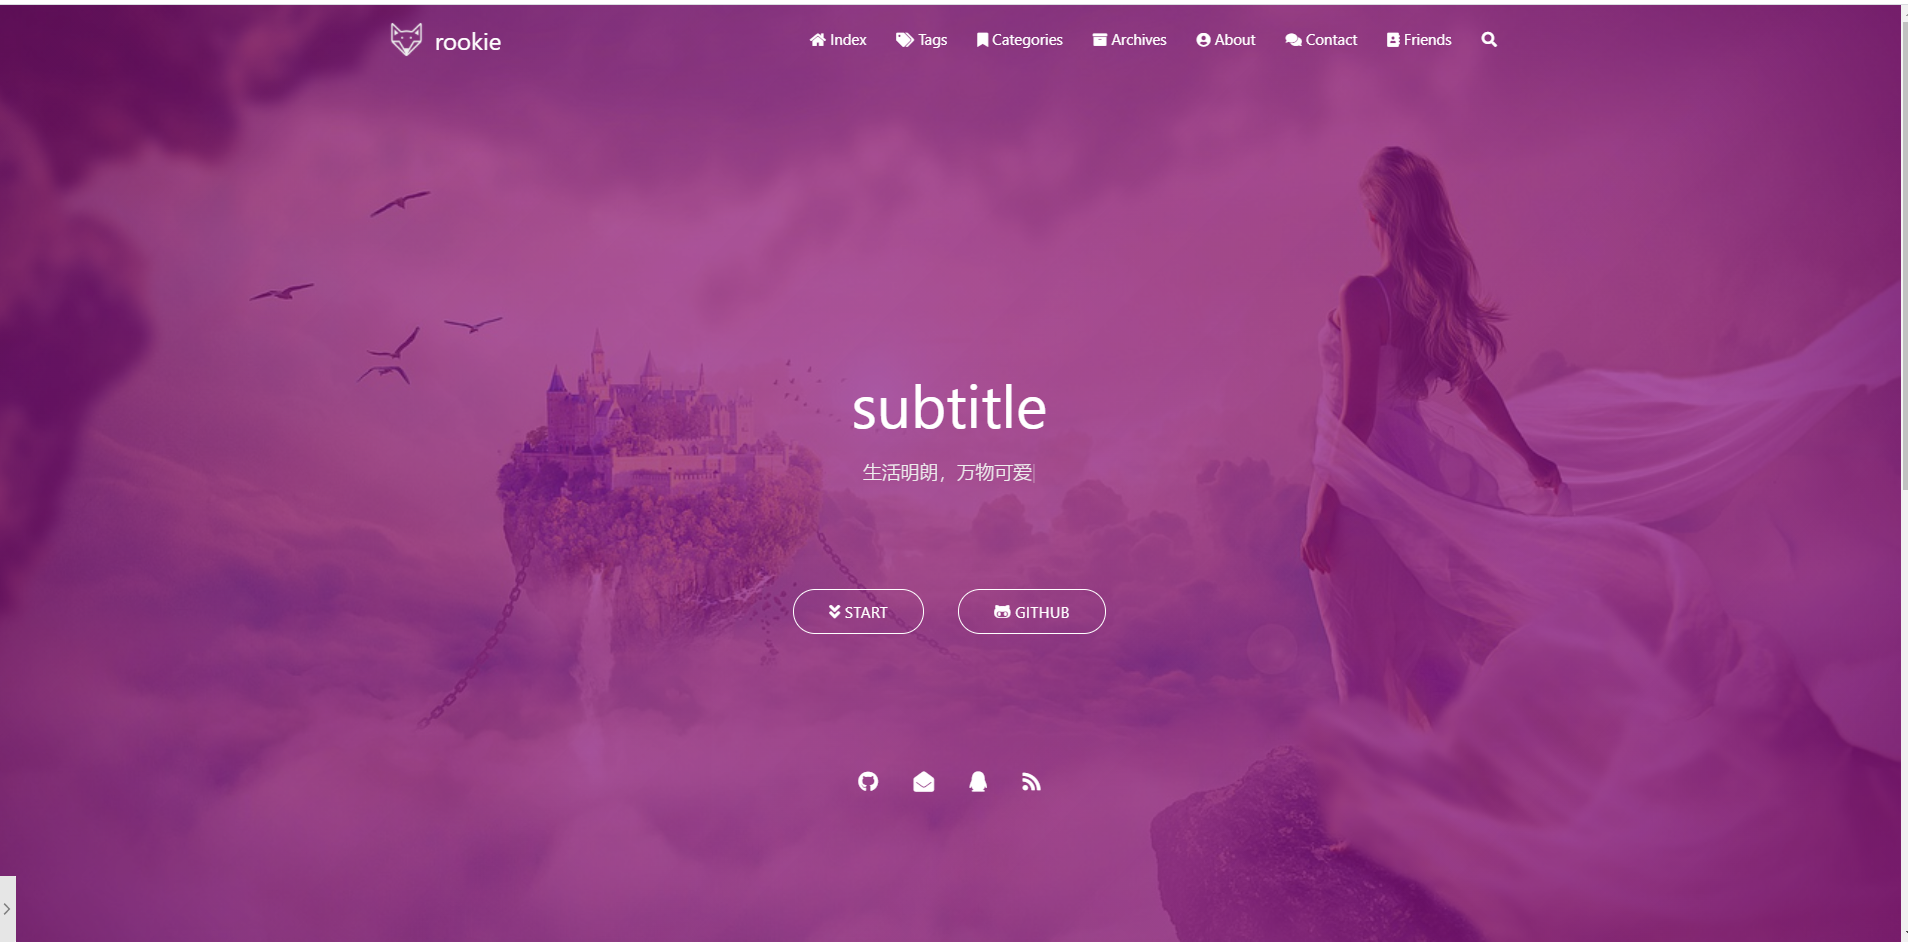 rookie
Index Tags Categories Archives About Contact Friends
subtitle
生活明朗，万物可爱|
START GITHUB